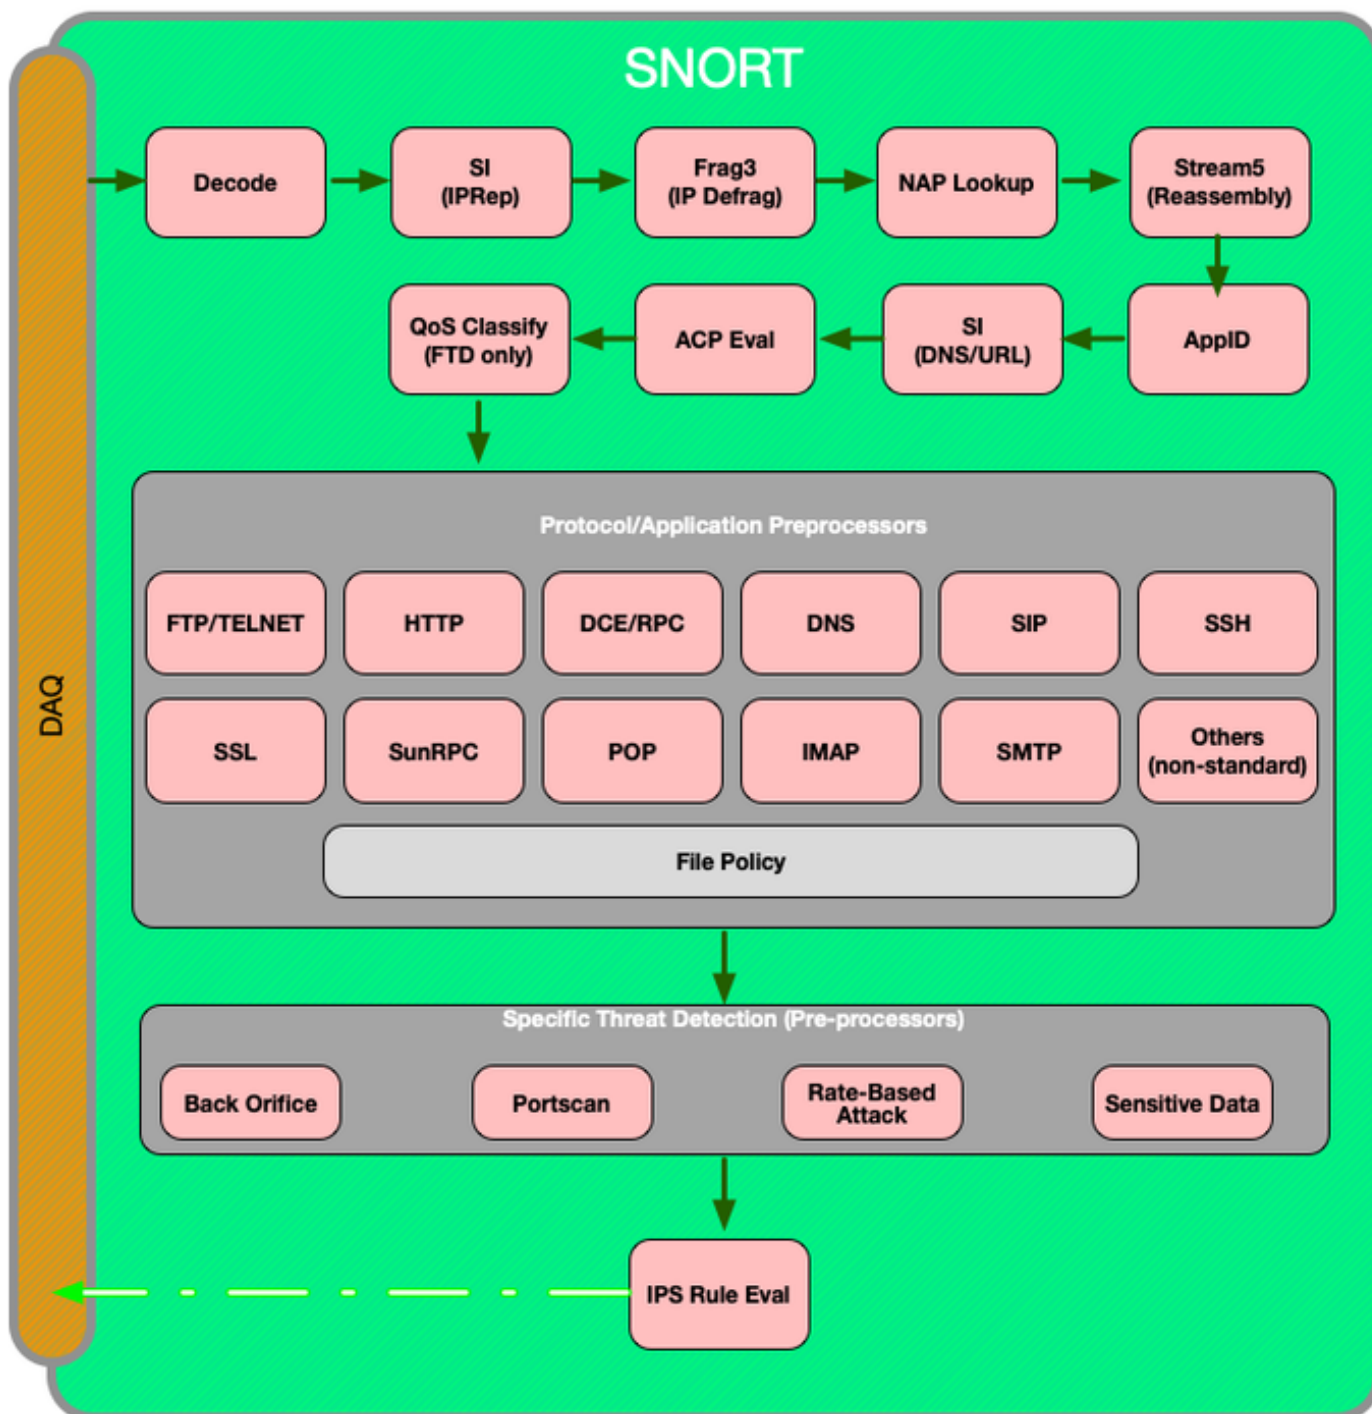 SNORT
Decode
SI
(IPRep)
Frag3
(IP Defrag)
NAP Lookup
Stream5
(Reassembly)
QoS Classify
(FTD only)
ACP Eval
SI
(DNS/URL)
AppID
Protocol/Application Preprocessors
FTP/TELNET
HTTP
DCE/RPC
DNS
SIP
SSH
DAQ
SSL
SunRPC
POP
IMAP
SMTP
Others
(non-standard)
File Policy
Specific Threat Detection (Pre-processors)
Back Orifice
Portscan
Rate-Based
Attack
Sensitive Data
IPS Rule Eval